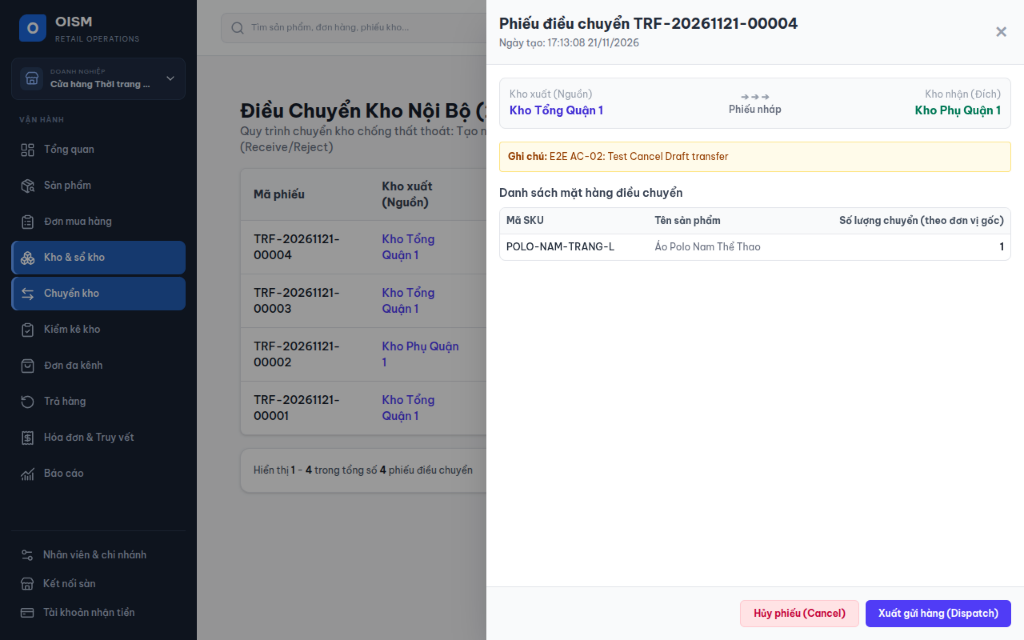 OISM
RETAIL OPERATIONS
DOANH NGHIỆP
Cửa hàng Thời trang ...
VẬN HÀNH
Tổng quan
Sản phẩm
Đơn mua hàng
Kho & sổ kho
Chuyển kho
Kiểm kê kho
Đơn đa kênh
Trả hàng
Hóa đơn & Truy vết
Báo cáo
Nhân viên & chi nhánh
Kết nối sàn
Tài khoản nhận tiền
Tìm sản phẩm, đơn hàng, phiếu kho...
Điều Chuyển Kho Nội Bộ (
Quy trình chuyển kho chống thất thoát: Tạo n
(Receive/Reject)
Mã phiếu
Kho xuất
(Nguồn)
TRF-20261121-
00004
Kho Tổng
Quận 1
TRF-20261121-
00003
Kho Tổng
Quận 1
TRF-20261121-
00002
Kho Phụ Quận
1
TRF-20261121-
00001
Kho Tổng
Quận 1
Hiển thị 1 - 4 trong tổng số 4 phiếu điều chuyển
Phiếu điều chuyển TRF-20261121-00004
Ngày tạo: 17:13:08 21/11/2026
Kho xuất (Nguồn)
Kho Tổng Quận 1
Phiếu nháp
Kho nhận (Đích)
Kho Phụ Quận 1
Ghi chú: E2E AC-02: Test Cancel Draft transfer
Danh sách mặt hàng điều chuyển
Mã SKU Tên sản phẩm Số lượng chuyển (theo đơn vị gốc)
POLO-NAM-TRANG-L Áo Polo Nam Thể Thao 1
Hủy phiếu (Cancel)
Xuất gửi hàng (Dispatch)